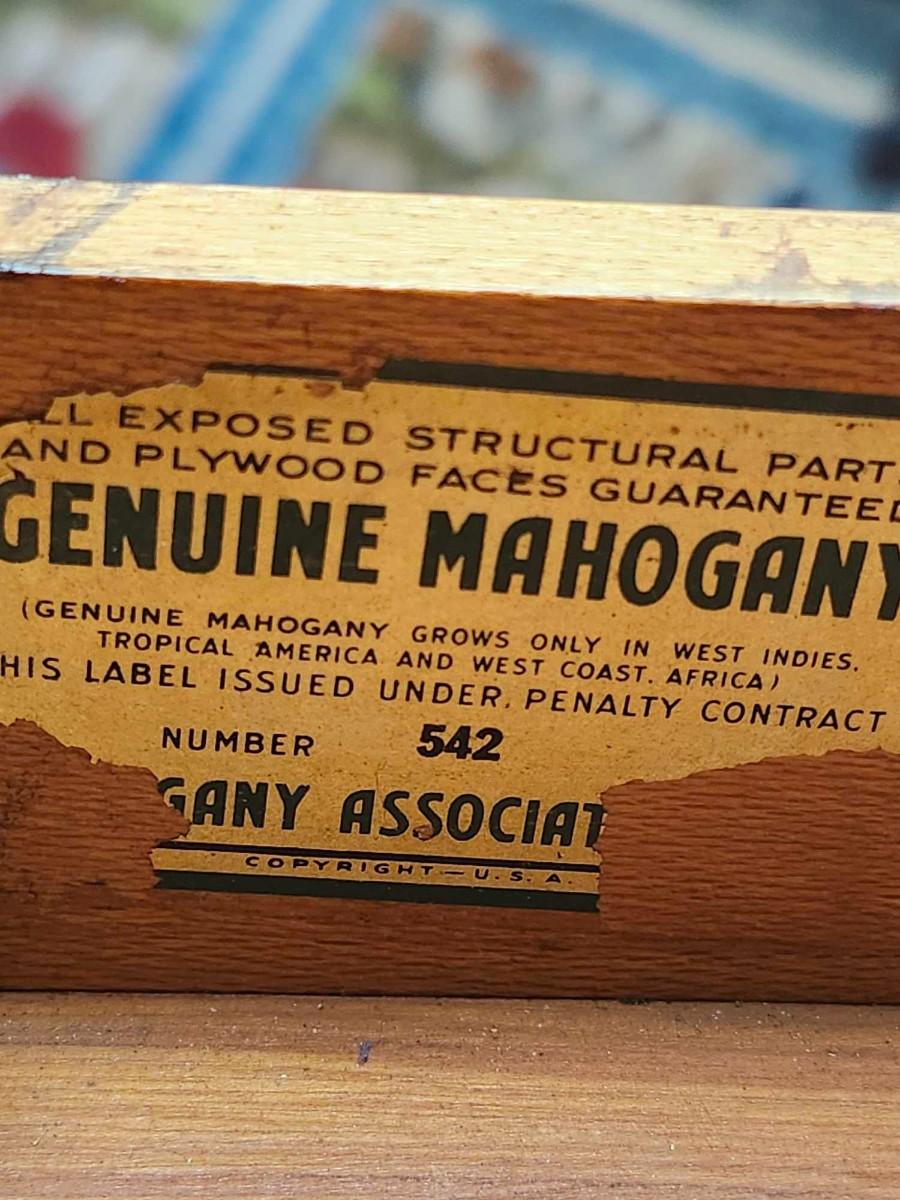 LL EXPOSED STRUCTURAL PART
AND PLYWOOD FACES GUARANTEED
GENUINE MAHOGANY
(GENUINE MAHOGANY GROWS ONLY IN WEST INDIES,
TROPICAL AMERICA AND WEST COAST, AFRICA)
HIS LABEL ISSUED UNDER PENALTY CONTRACT
NUMBER 542
GANY ASSOCIAT
COPYRIGHT—U.S.A.